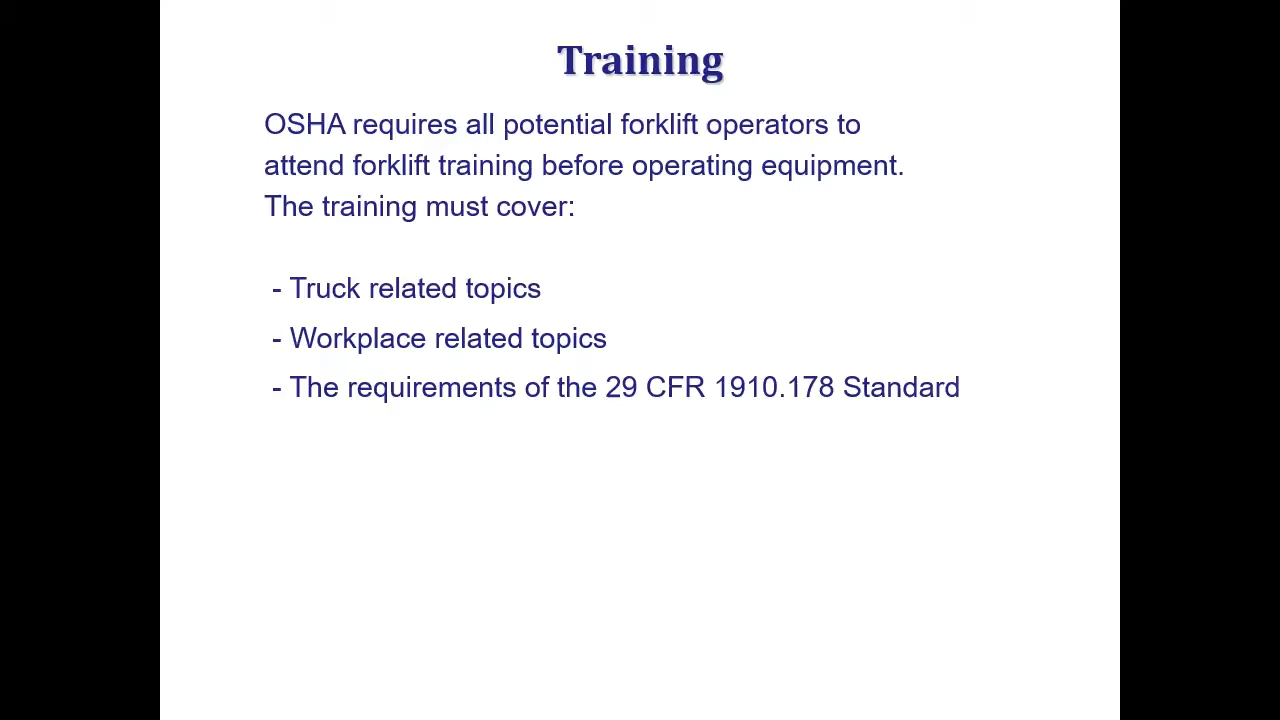 Training
OSHA requires all potential forklift operators to
attend forklift training before operating equipment.
The training must cover:
- Truck related topics
- Workplace related topics
- The requirements of the 29 CFR 1910.178 Standard